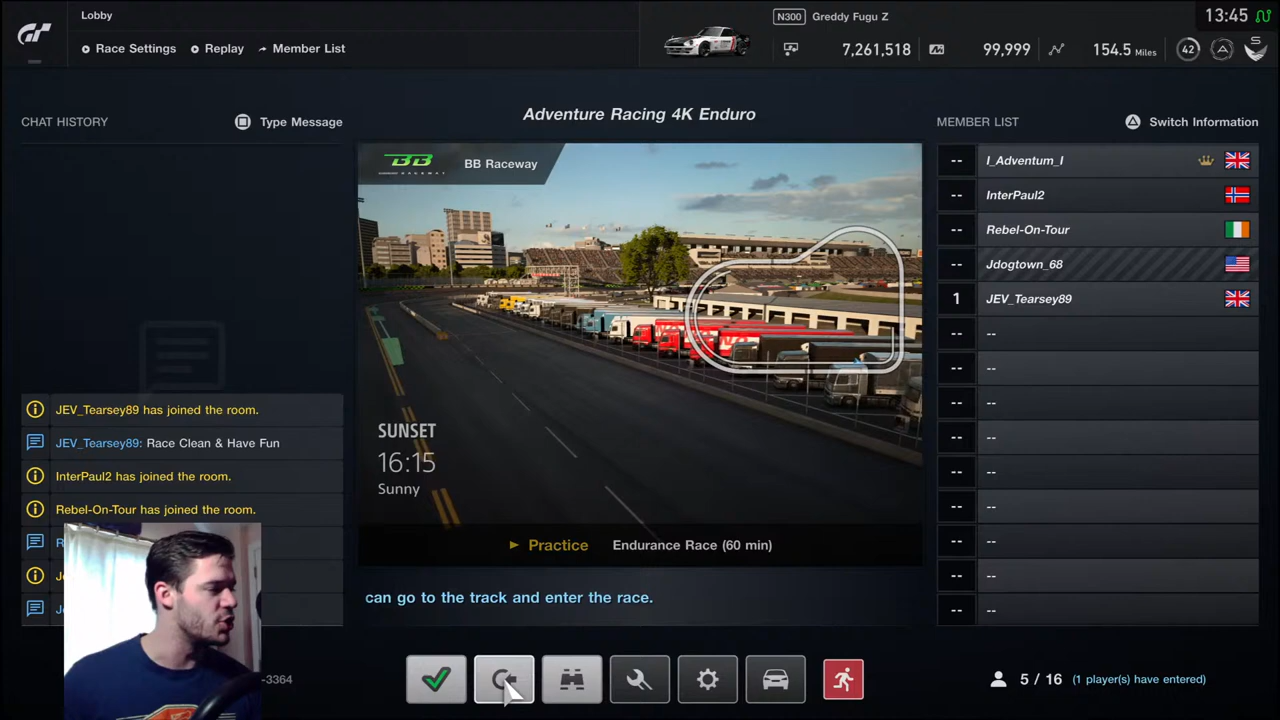 Lobby
Race Settings
Replay
Member List
N300 Greddy Fugu Z
7,261,518
99,999
154.5 Miles
42
S
13:45
CHAT HISTORY
Type Message
JEV_Tearsey89 has joined the room.
JEV_Tearsey89: Race Clean & Have Fun
InterPaul2 has joined the room.
Rebel-On-Tour has joined the room.
-3364
Adventure Racing 4K Enduro
BB
RACEWAY
BB Raceway
SUNSET
16:15
Sunny
Practice Endurance Race (60 min)
can go to the track and enter the race.
MEMBER LIST
Switch Information
-- I_Adventum_I
-- InterPaul2
-- Rebel-On-Tour
-- Jdogtown_68
1 JEV_Tearsey89
-- --
-- --
-- --
-- --
-- --
-- --
-- --
-- --
-- --
5 / 16 (1 player(s) have entered)